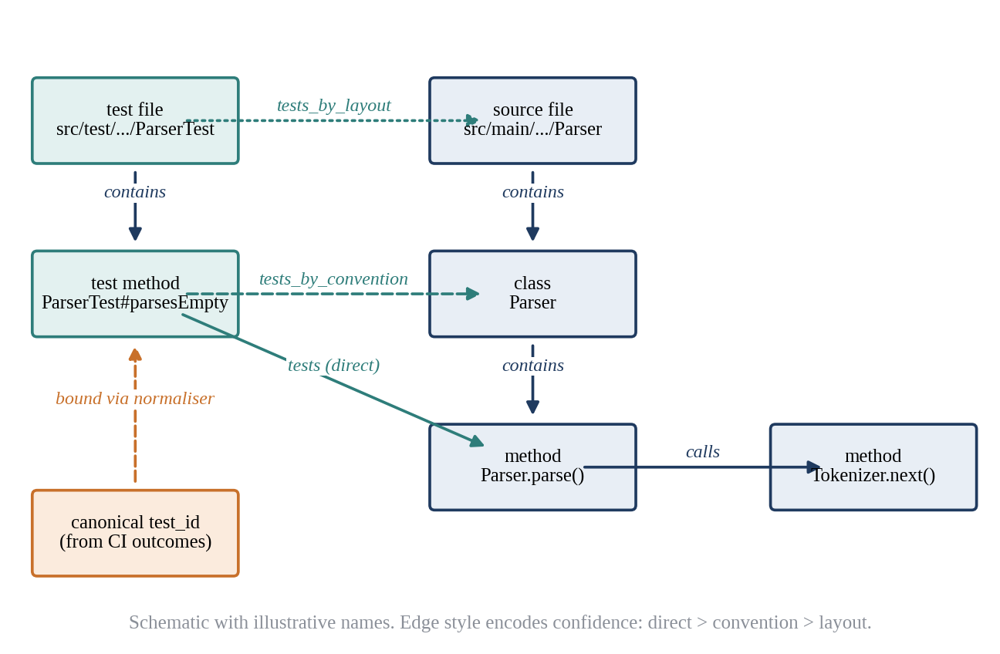 test file
src/test/.../ParserTest
tests_by_layout
source file
src/main/.../Parser
contains
contains
test method
ParserTest#parsesEmpty
tests_by_convention
class
Parser
tests (direct)
contains
bound via normaliser
method
Parser.parse()
calls
method
Tokenizer.next()
canonical test_id
(from CI outcomes)
Schematic with illustrative names. Edge style encodes confidence: direct > convention > layout.